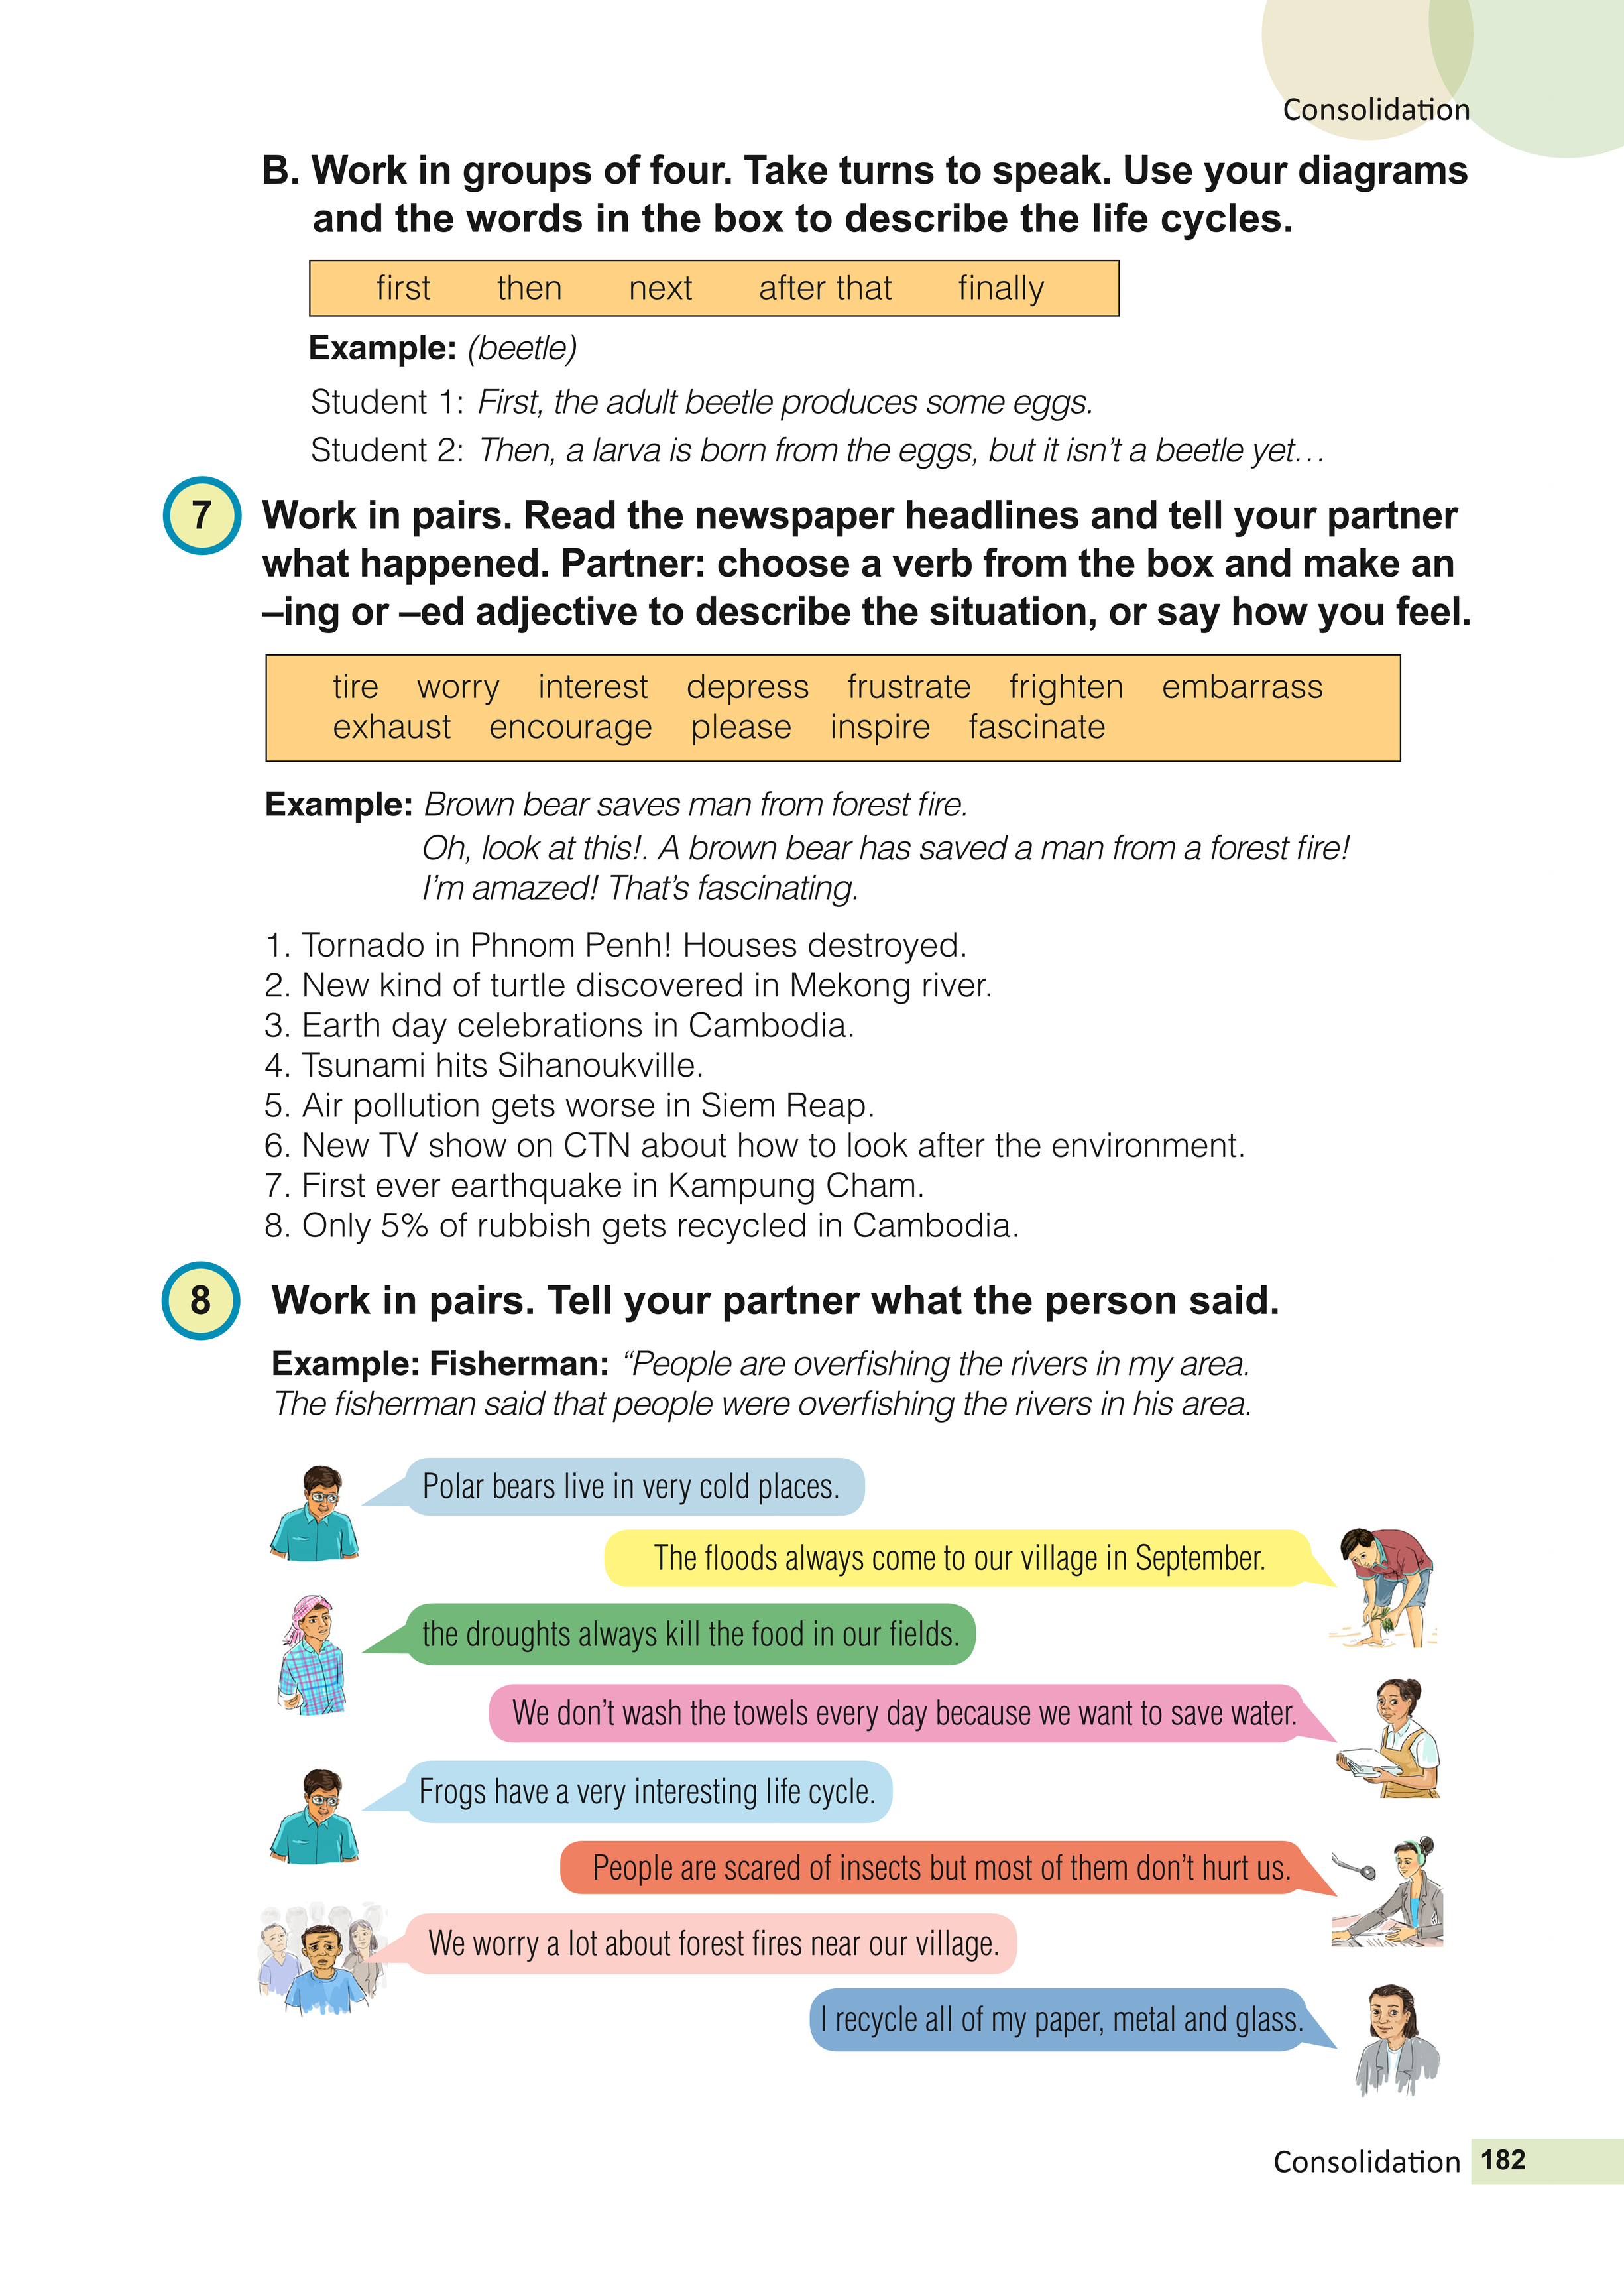 Consolidation
B. Work in groups of four. Take turns to speak. Use your diagrams
and the words in the box to describe the life cycles.
first then next after that finally
Example: (beetle)
Student 1: First, the adult beetle produces some eggs.
Student 2: Then, a larva is born from the eggs, but it isn't a beetle yet…
7 Work in pairs. Read the newspaper headlines and tell your partner
what happened. Partner: choose a verb from the box and make an
–ing or –ed adjective to describe the situation, or say how you feel.
tire worry interest depress frustrate frighten embarrass
exhaust encourage please inspire fascinate
Example: Brown bear saves man from forest fire.
Oh, look at this!. A brown bear has saved a man from a forest fire!
I'm amazed! That's fascinating.
1. Tornado in Phnom Penh! Houses destroyed.
2. New kind of turtle discovered in Mekong river.
3. Earth day celebrations in Cambodia.
4. Tsunami hits Sihanoukville.
5. Air pollution gets worse in Siem Reap.
6. New TV show on CTN about how to look after the environment.
7. First ever earthquake in Kampung Cham.
8. Only 5% of rubbish gets recycled in Cambodia.
8 Work in pairs. Tell your partner what the person said.
Example: Fisherman: “People are overfishing the rivers in my area.
The fisherman said that people were overfishing the rivers in his area.
Polar bears live in very cold places.
The floods always come to our village in September.
the droughts always kill the food in our fields.
We don't wash the towels every day because we want to save water.
Frogs have a very interesting life cycle.
People are scared of insects but most of them don't hurt us.
We worry a lot about forest fires near our village.
I recycle all of my paper, metal and glass.
Consolidation 182